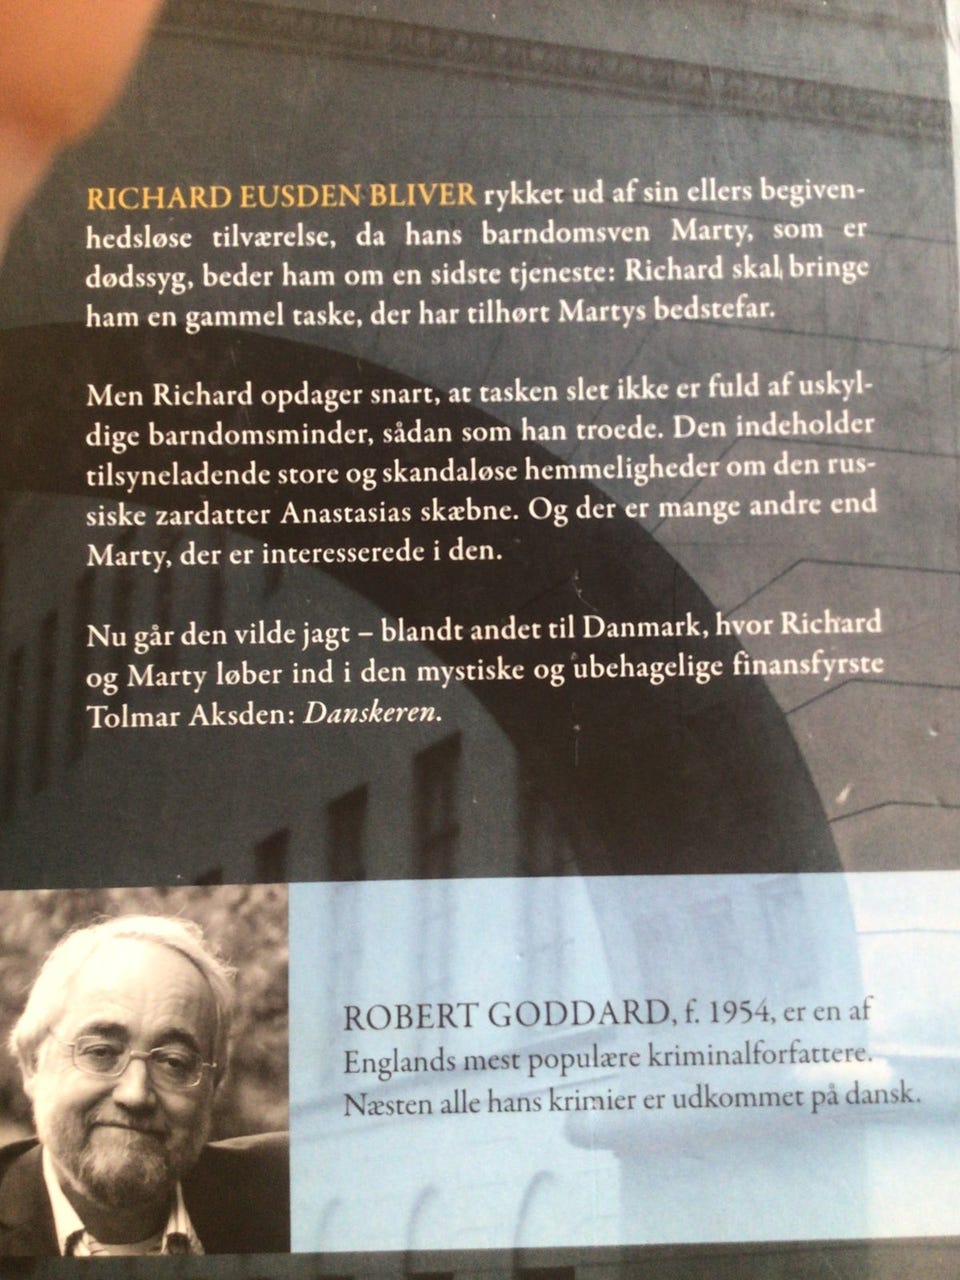 RICHARD EUSDEN BLIVER rykket ud af sin ellers begiven-
hedsløse tilværelse, da hans barndomsven Marty, som er
dødssyg, beder ham om en sidste tjeneste: Richard skal bringe
ham en gammel taske, der har tilhørt Martys bedstefar.
Men Richard opdager snart, at tasken slet ikke er fuld af uskyl-
dige barndomsminder, sådan som han troede. Den indeholder
tilsyneladende store og skandaløse hemmeligheder om den rus-
siske zardatter Anastasias skæbne. Og der er mange andre end
Marty, der er interesserede i den.
Nu går den vilde jagt – blandt andet til Danmark, hvor Richard
og Marty løber ind i den mystiske og ubehagelige finansfyrste
Tolmar Aksden: Danskeren.
ROBERT GODDARD, f. 1954, er en af
Englands mest populære kriminalforfattere.
Næsten alle hans krimier er udkommet på dansk.